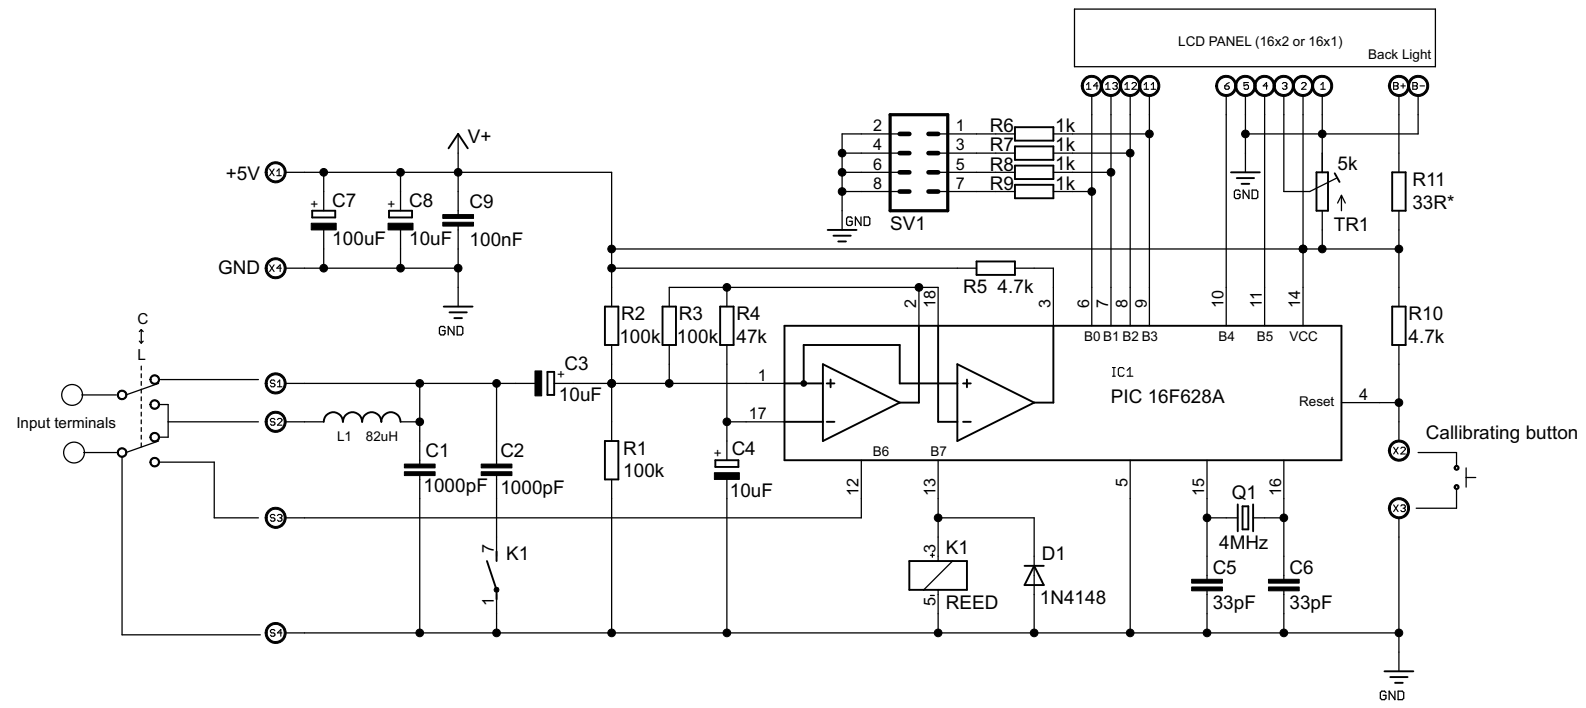 LCD PANEL (16x2 or 16x1)
Back Light
14 13 12 11
6 5 4 3 2 1
B+ B-
V+
+5V X1
C7
100uF
C8
10uF
C9
100nF
GND X4
GND
2 1 R6 1k
4 3 R7 1k
6 5 R8 1k
8 7 R9 1k
GND
SV1
GND
5k
TR1
R11
33R*
R5 4.7k
2 18 3 6 7 8 9 10 11 14
R2
100k
R3
100k
R4
47k
R10
4.7k
B0 B1 B2 B3 B4 B5 VCC
C
L
Input terminals
S1
S2
S3
S4
L1 82uH
C3
10uF
1
17
+ -
+ -
IC1
PIC 16F628A
Reset 4
B6 B7
C1
1000pF
C2
1000pF
R1
100k
C4
10uF
12 13 5 15 16
X2
Callibrating button
X3
Q1
4MHz
7 K1
1
+3 K1
5- REED
D1
1N4148
C5
33pF
C6
33pF
GND